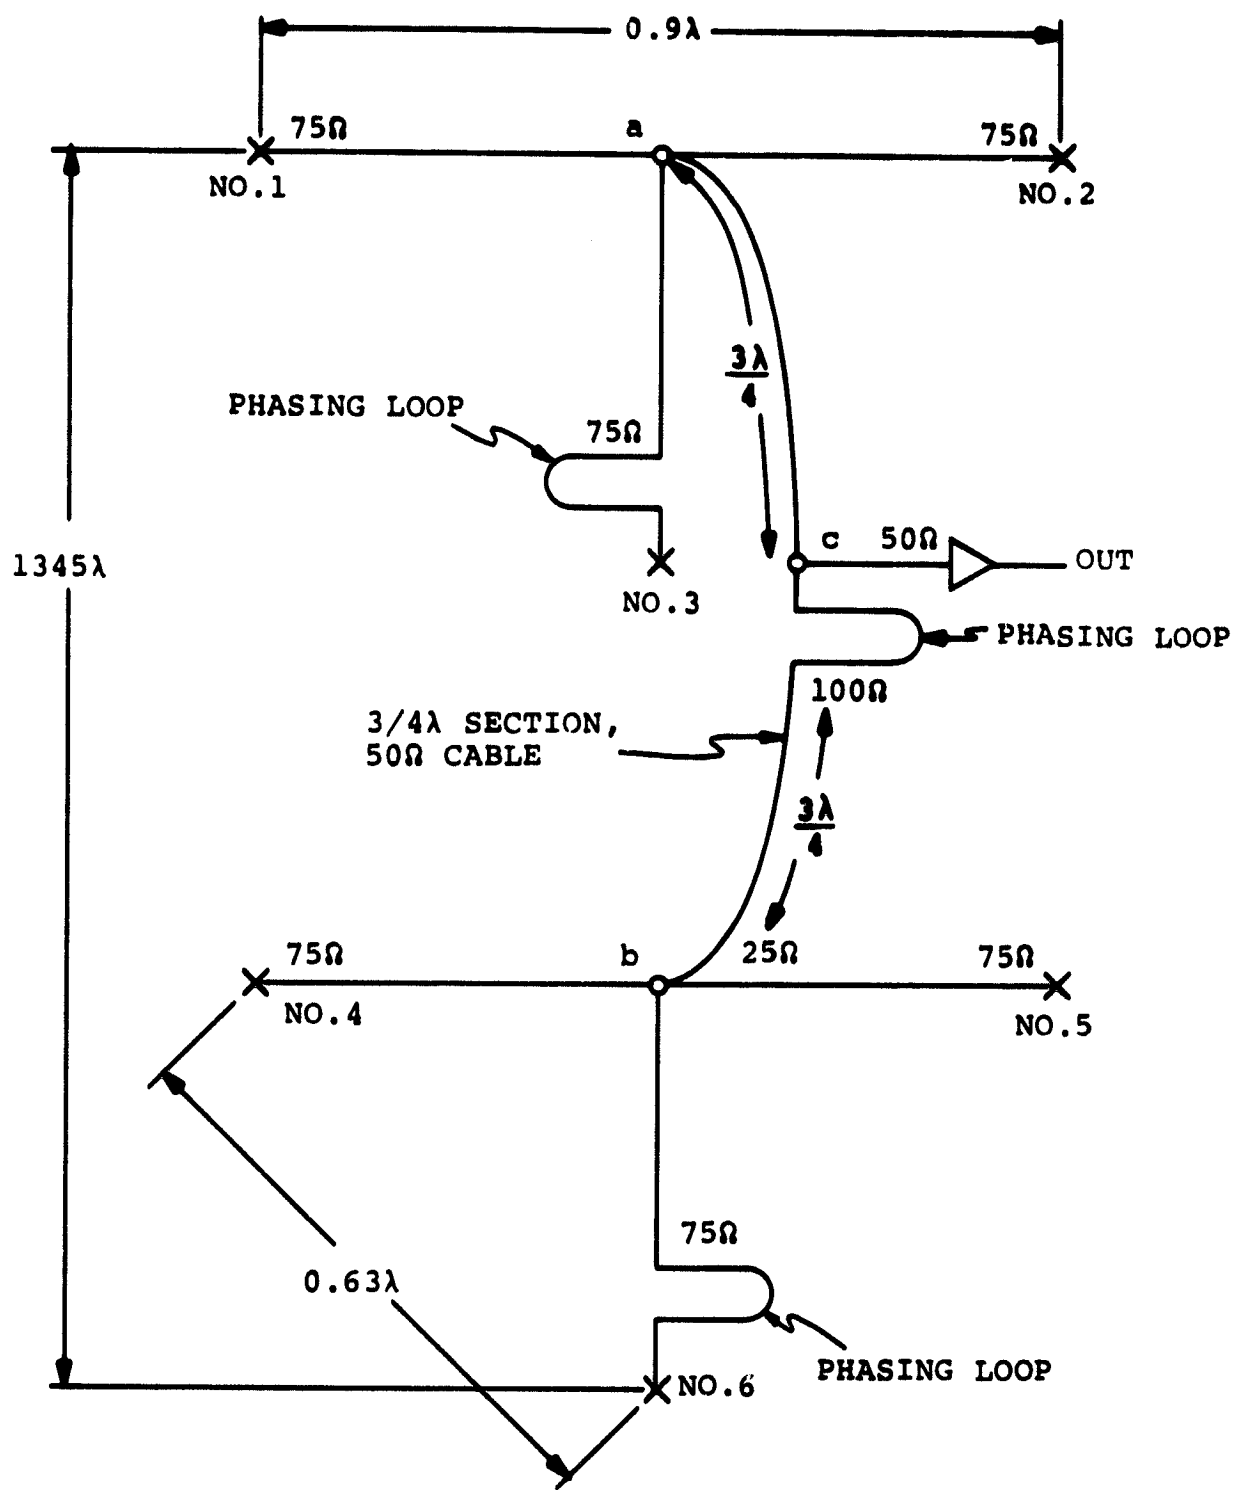 0.9λ
75Ω
a
75Ω
NO.1
NO.2
3λ
4
PHASING LOOP
75Ω
1345λ
c
50Ω
OUT
NO.3
PHASING LOOP
100Ω
3/4λ SECTION,
50Ω CABLE
3λ
4
75Ω
b
25Ω
75Ω
NO.4
NO.5
75Ω
0.63λ
PHASING LOOP
NO.6